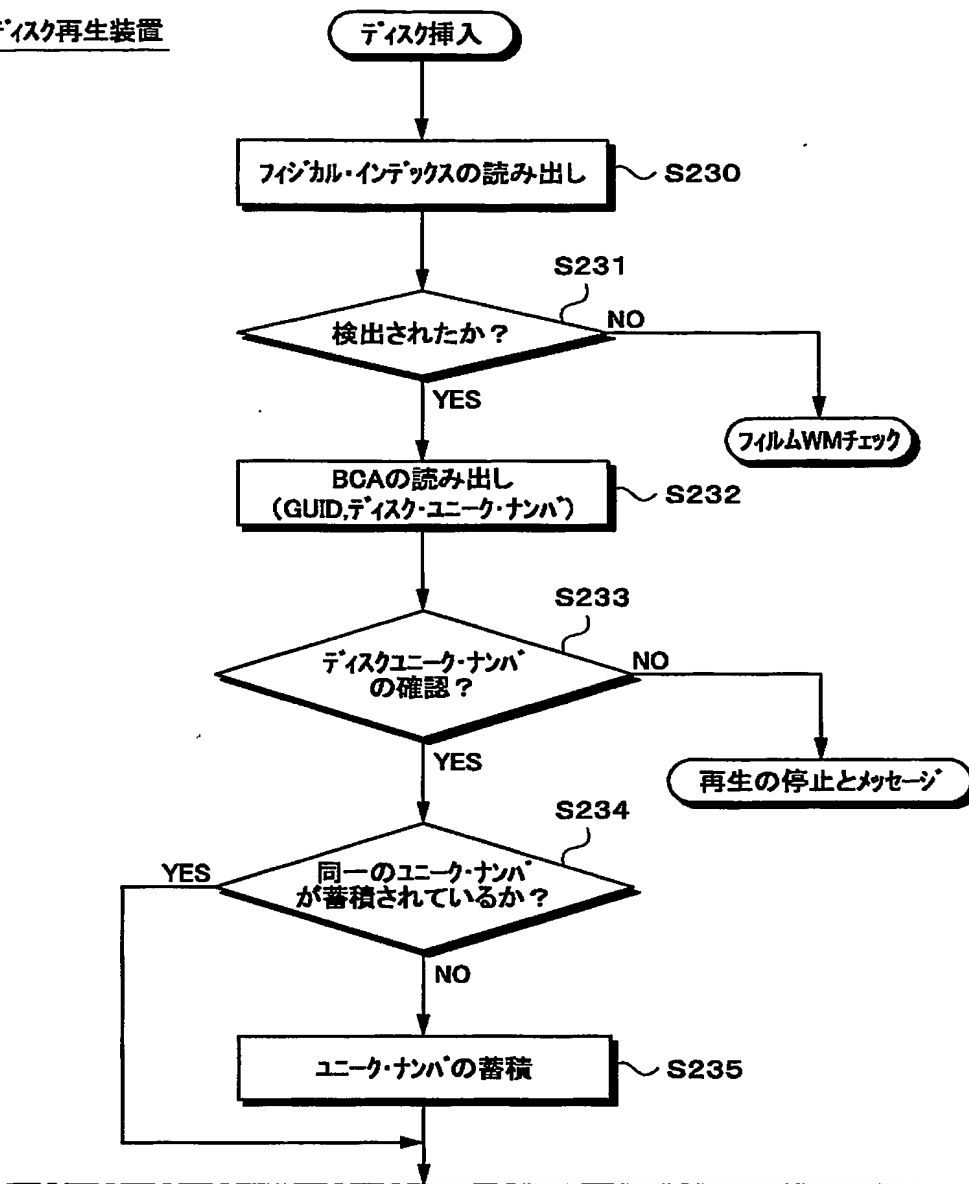 ディスク再生装置
ディスク挿入
フィジカル・インデックスの読み出し
S230
S231
検出されたか？
NO
YES
フィルムWMチェック
BCAの読み出し
(GUID,ディスク・ユニーク・ナンバ)
S232
S233
ディスクユニーク・ナンバ
の確認？
NO
YES
再生の停止とメッセージ
S234
YES
同一のユニーク・ナンバ
が蓄積されているか？
NO
ユニーク・ナンバの蓄積
S235